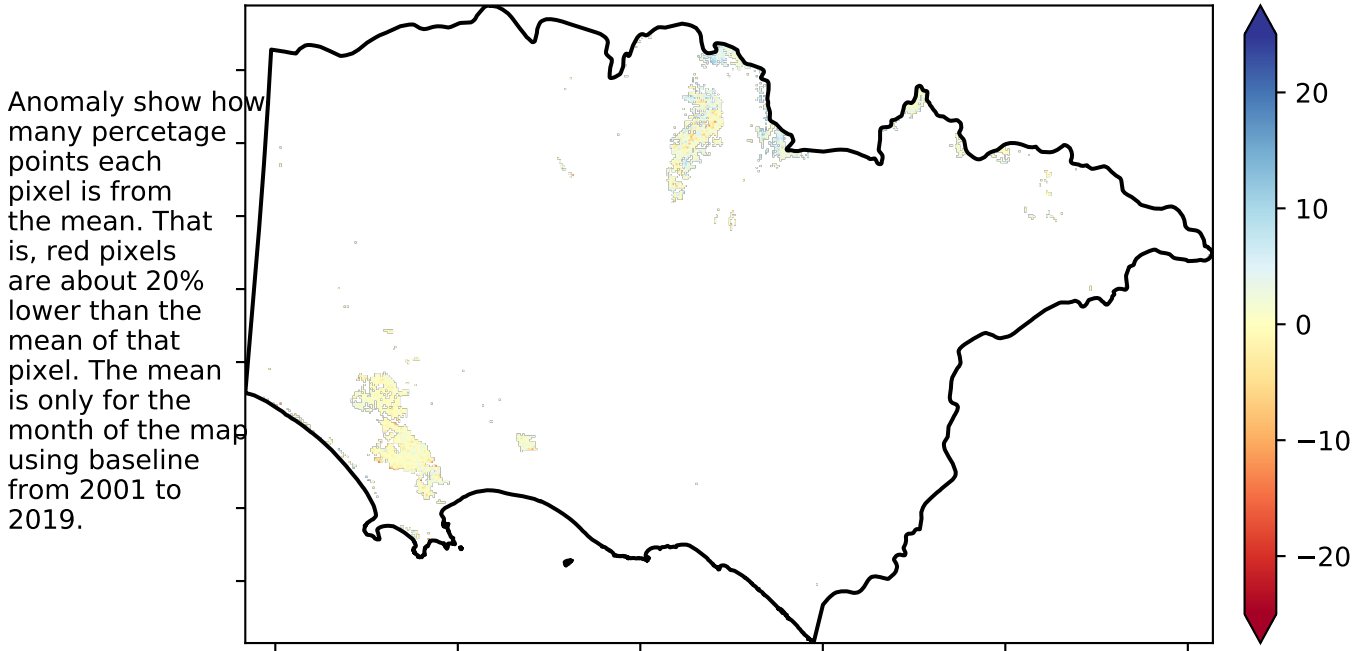 Anomaly show how
many percetage
points each
pixel is from
the mean. That
is, red pixels
are about 20%
lower than the
mean of that
pixel. The mean
is only for the
month of the map
using baseline
from 2001 to
2019.
20
10
0
−10
−20